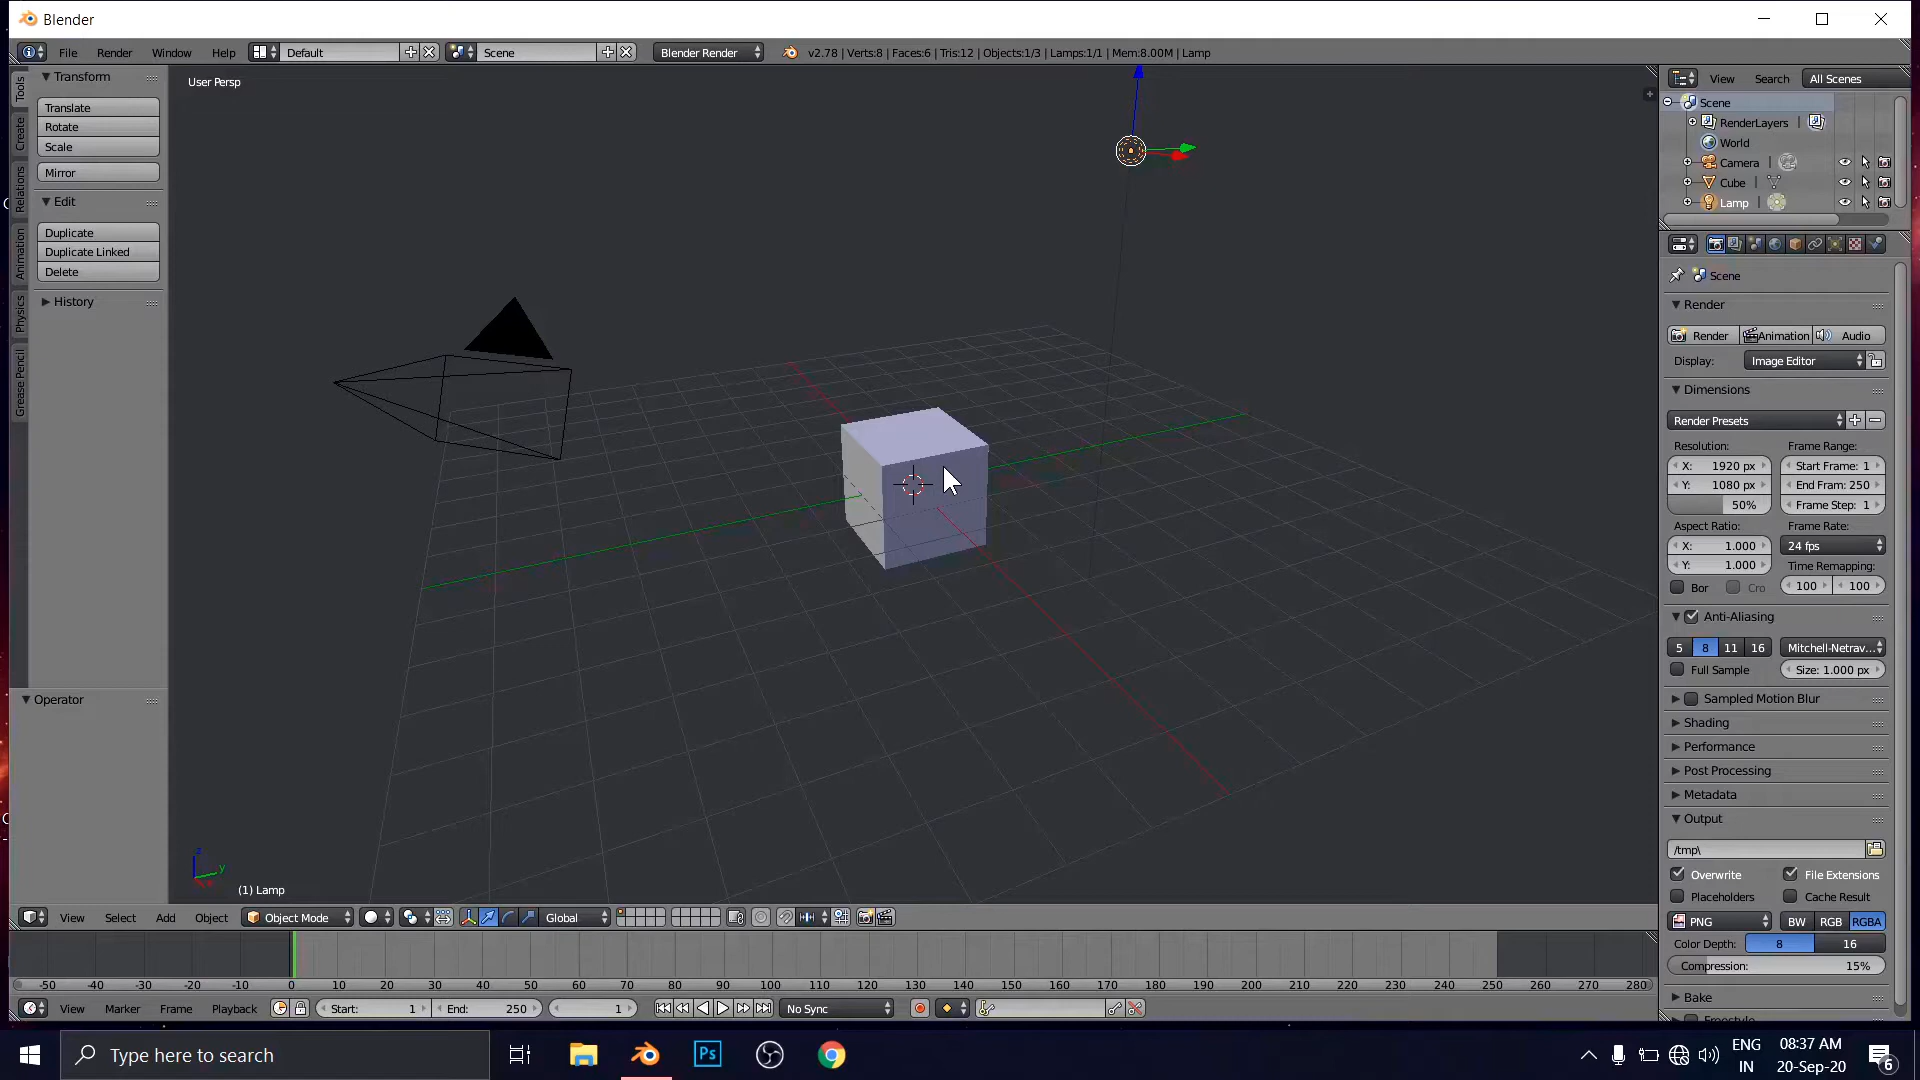 Blender
File Render Window Help Default Scene Blender Render v2.78 | Verts:8 | Faces:6 | Tris:12 | Objects:1/3 | Lamps:1/1 | Mem:8.00M | Lamp
Tools
Create
Relations
Animation
Physics
Grease Pencil
Transform
Translate
Rotate
Scale
Mirror
Edit
Duplicate
Duplicate Linked
Delete
History
Operator
User Persp
z
y
(1) Lamp
View Search All Scenes
Scene
RenderLayers
World
Camera
Cube
Lamp
Scene
Render
Render Animation Audio
Display: Image Editor
Dimensions
Render Presets
Resolution: Frame Range:
X: 1920 px Start Frame: 1
Y: 1080 px End Fram: 250
50% Frame Step: 1
Aspect Ratio: Frame Rate:
X: 1.000 24 fps
Y: 1.000 Time Remapping:
Bor Cro 100 100
Anti-Aliasing
5 8 11 16 Mitchell-Netrav...
Full Sample Size: 1.000 px
Sampled Motion Blur
Shading
Performance
Post Processing
Metadata
Output
/tmp\
Overwrite File Extensions
Placeholders Cache Result
PNG BW RGB RGBA
Color Depth: 8 16
Compression: 15%
Bake
Freestyle
View Select Add Object Object Mode Global
-50 -40 -30 -20 -10 0 10 20 30 40 50 60 70 80 90 100 110 120 130 140 150 160 170 180 190 200 210 220 230 240 250 260 270 280
View Marker Frame Playback Start: 1 End: 250 1 No Sync
Type here to search
Ps
ENG
IN
08:37 AM
20-Sep-20
6